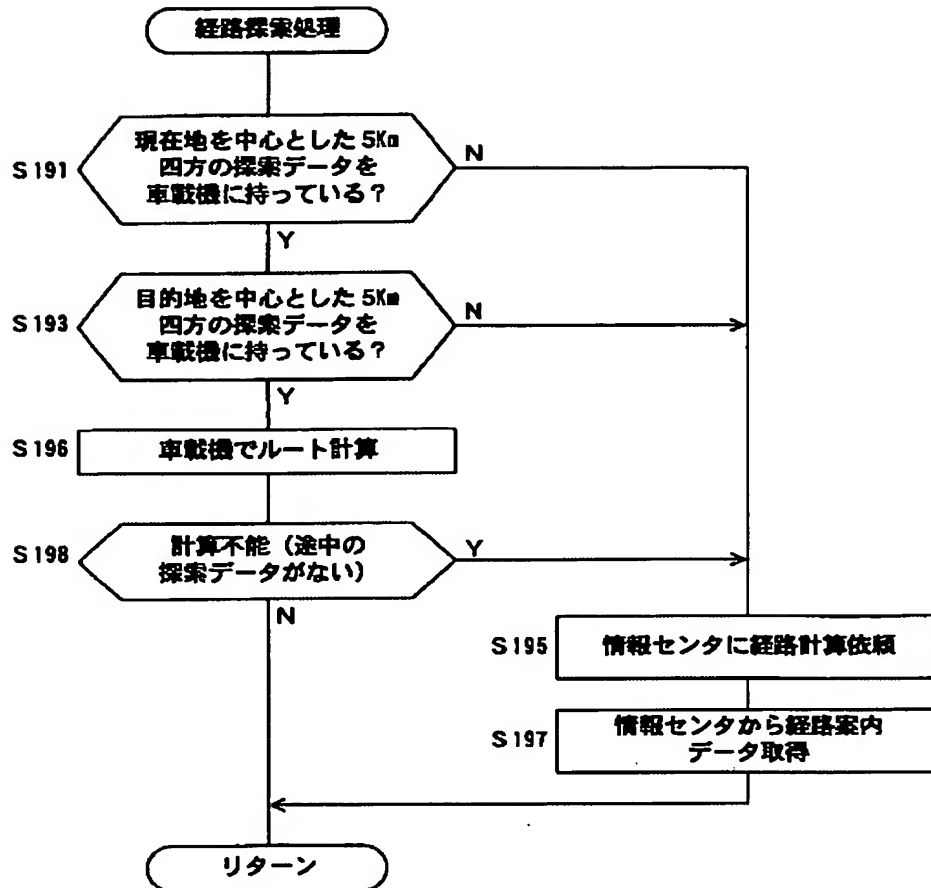 経路探索処理
現在地を中心とした5Km
四方の探索データを
車載機に持っている?
S191
N
Y
目的地を中心とした5Km
四方の探索データを
車載機に持っている?
S193
N
Y
S196
車載機でルート計算
S198
計算不能(途中の
探索データがない)
Y
N
S195
情報センタに経路計算依頼
S197
情報センタから経路案内
データ取得
リターン